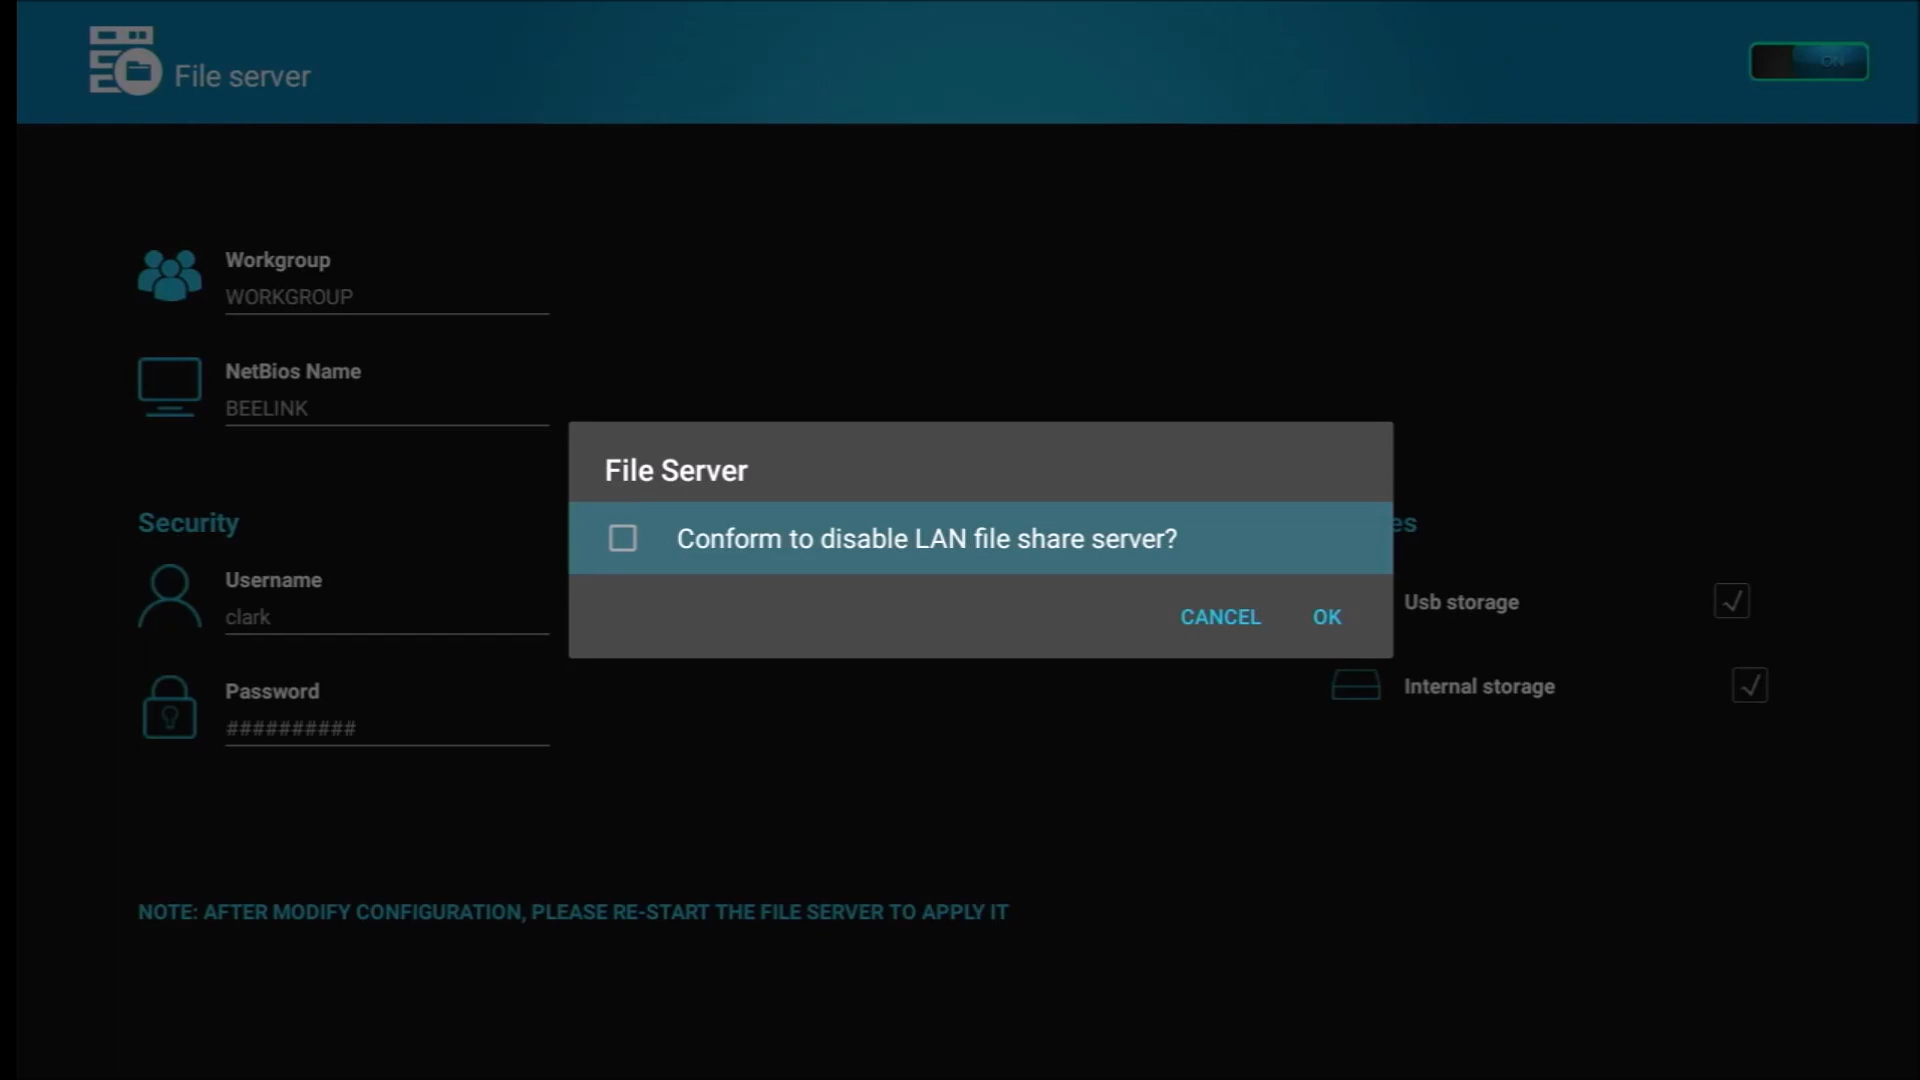 File server
ON
Workgroup
WORKGROUP
NetBios Name
BEELINK
File Server
Conform to disable LAN file share server?
CANCEL
OK
Security
Username
clark
Password
##########
Usb storage
Internal storage
NOTE: AFTER MODIFY CONFIGURATION, PLEASE RE-START THE FILE SERVER TO APPLY IT